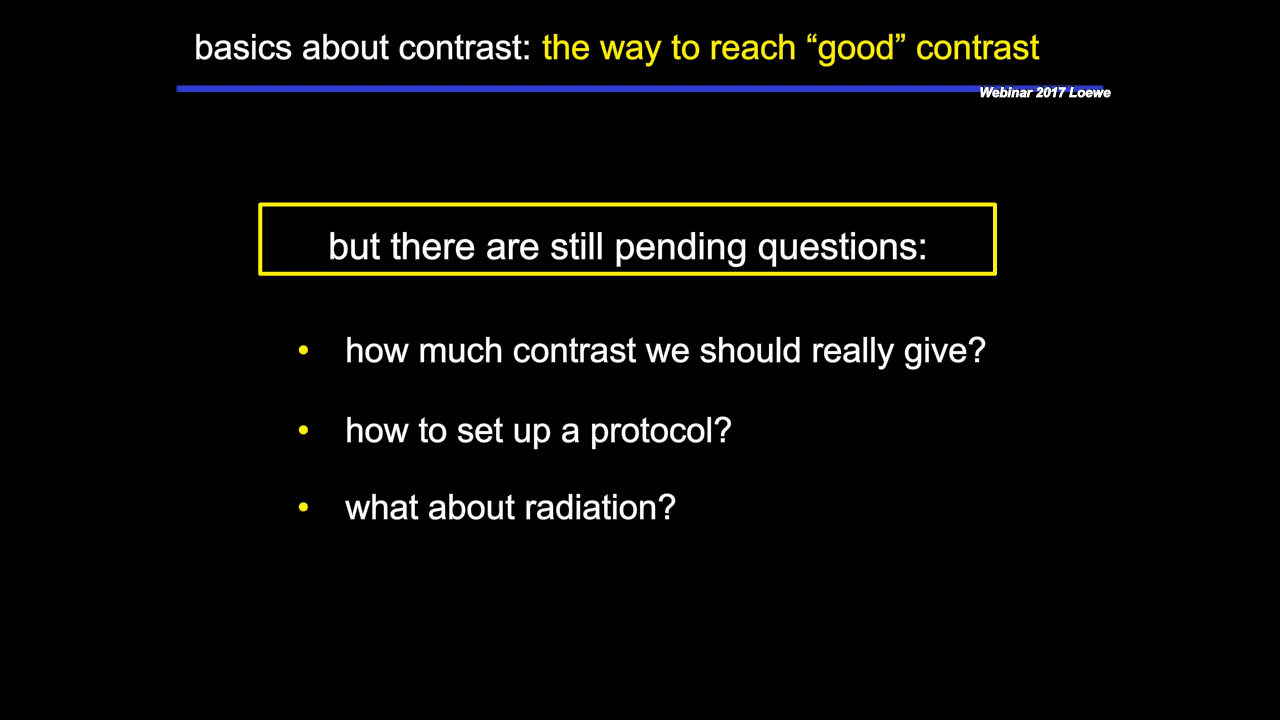 basics about contrast: the way to reach “good” contrast
Webinar 2017 Loewe
but there are still pending questions:
• how much contrast we should really give?
• how to set up a protocol?
• what about radiation?